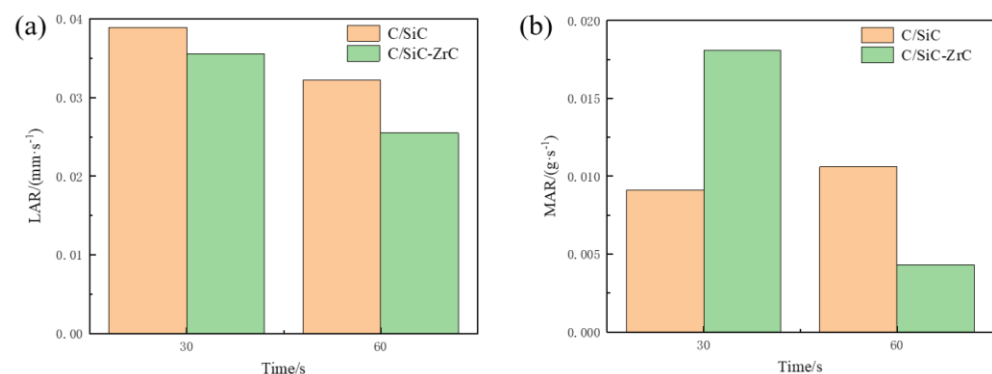 (a)
C/SiC
C/SiC-ZrC
0.04
0.03
0.02
0.01
0.00
LAR/(mm·s⁻¹)
30
60
Time/s
(b)
C/SiC
C/SiC-ZrC
0.020
0.015
0.010
0.005
0.000
MAR/(g·s⁻¹)
30
60
Time/s